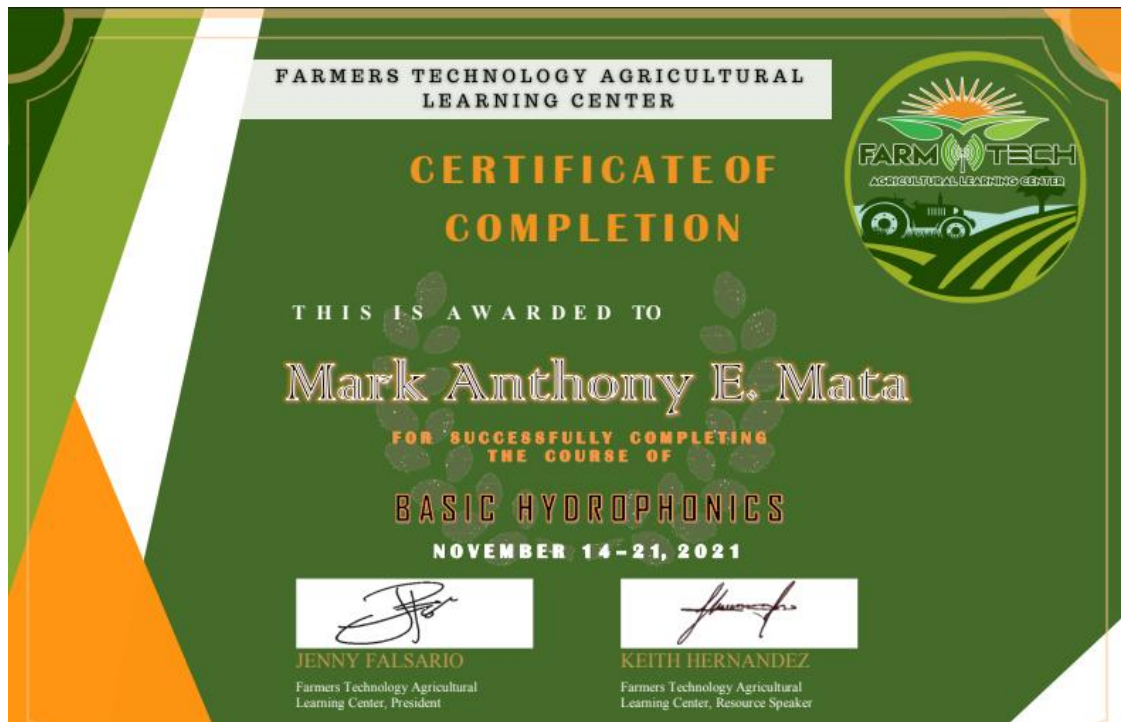 FARMERS TECHNOLOGY AGRICULTURAL
LEARNING CENTER
FARM TECH
AGRICULTURAL LEARNING CENTER
CERTIFICATE OF
COMPLETION
THIS IS AWARDED TO
Mark Anthony E. Mata
FOR SUCCESSFULLY COMPLETING
THE COURSE OF
BASIC HYDROPHONICS
NOVEMBER 14-21, 2021
JENNY FALSARIO
Farmers Technology Agricultural
Learning Center, President
KEITH HERNANDEZ
Farmers Technology Agricultural
Learning Center, Resource Speaker